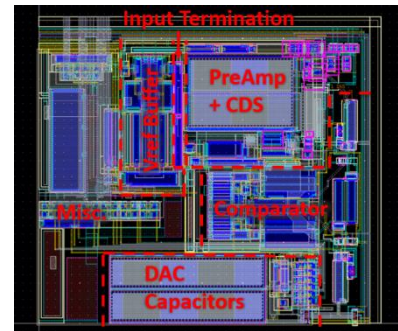 Input Termination
PreAmp
+ CDS
Vref Buffer
Misc.
Comparator
DAC
Capacitors